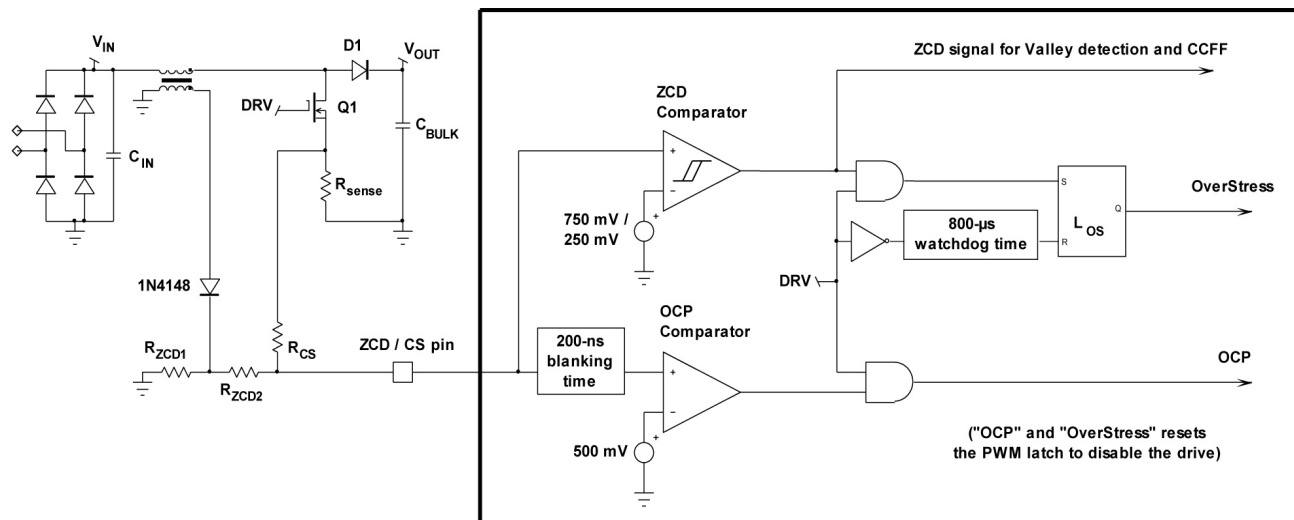 V_IN
D1
V_OUT
DRV
Q1
C_IN
C_BULK
R_sense
1N4148
R_ZCD1
R_ZCD2
R_CS
ZCD / CS pin
ZCD signal for Valley detection and CCFF
ZCD
Comparator
+
−
+
750 mV /
250 mV
S
Q
R
L_OS
OverStress
800-µs
watchdog time
DRV
OCP
Comparator
200-ns
blanking
time
+
−
+
500 mV
OCP
("OCP" and "OverStress" resets
the PWM latch to disable the drive)